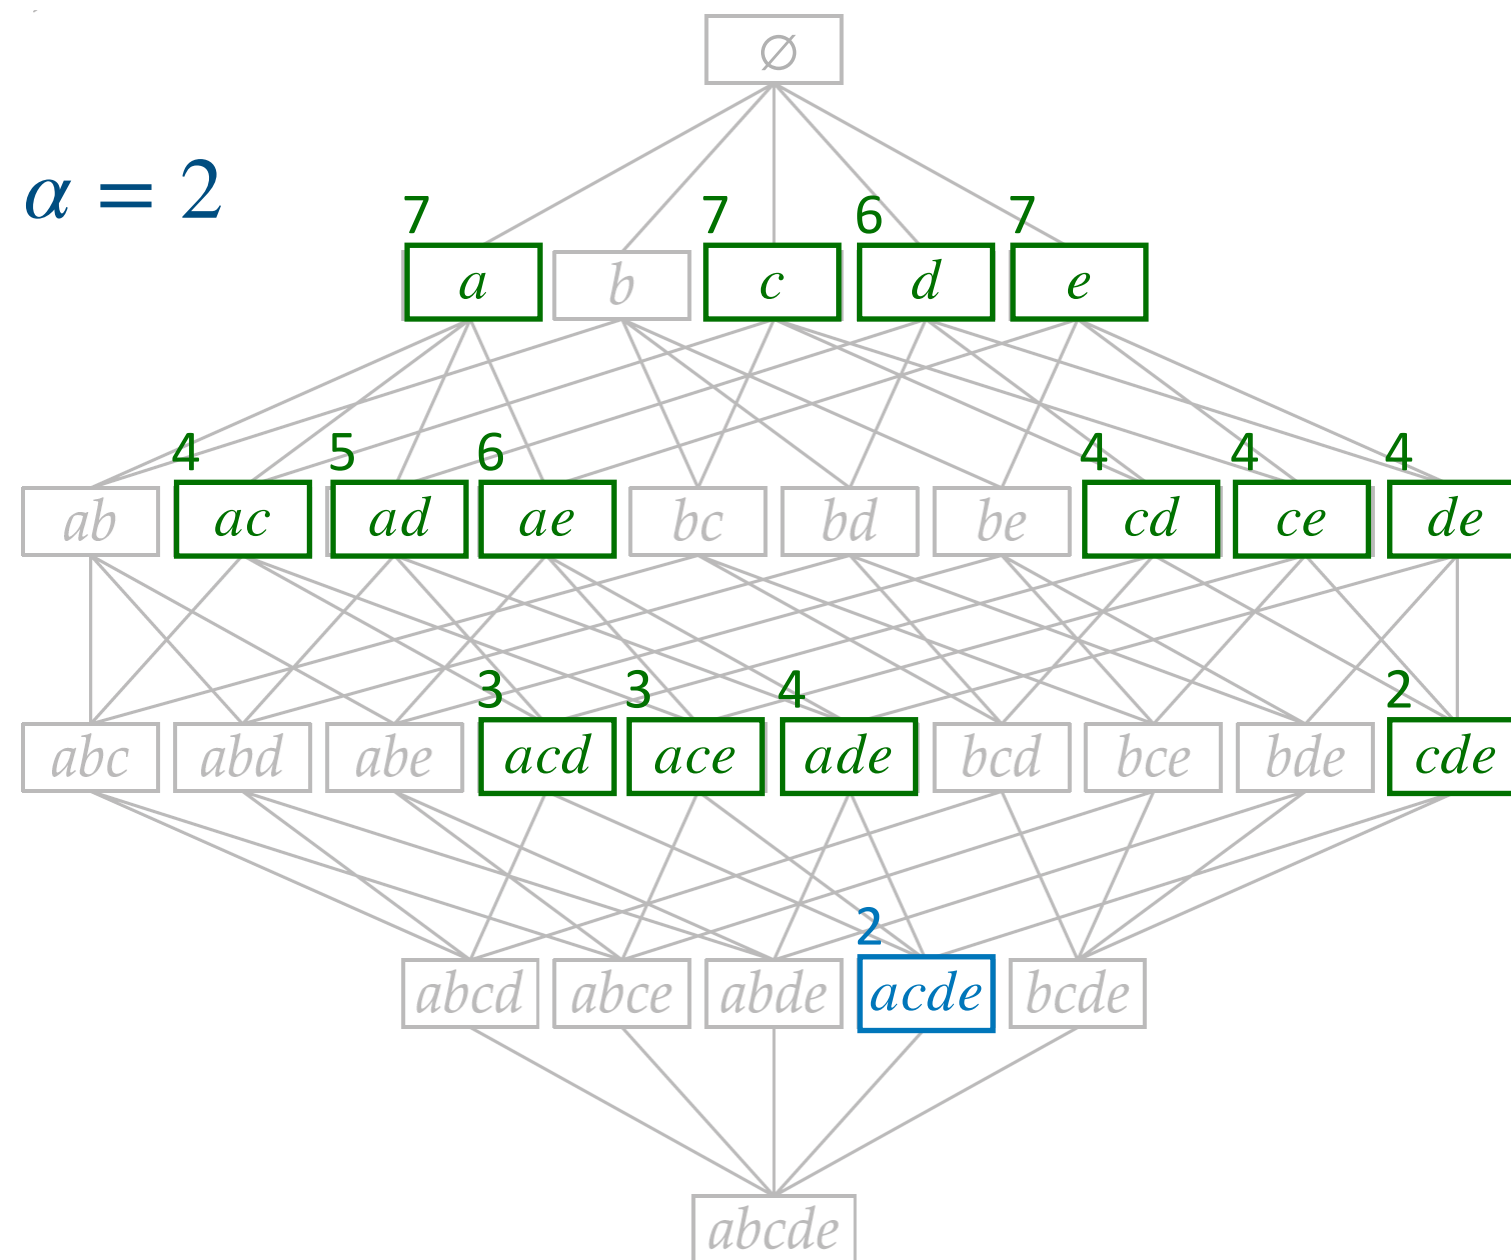 ∅
α = 2
7 7 6 7
a b c d e
4 5 6 4 4 4
ab ac ad ae bc bd be cd ce de
3 3 4 2
abc abd abe acd ace ade bcd bce bde cde
2
abcd abce abde acde bcde
abcde